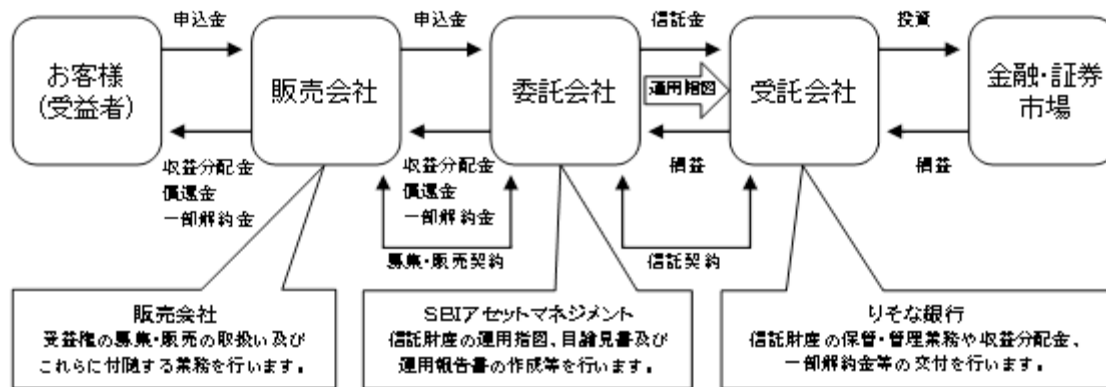 申込金
申込金
信託金
投資
お客様
(受益者)
販売会社
委託会社
運用指図
受託会社
金融・証券
市場
収益分配金
償還金
一部解約金
収益分配金
償還金
一部解約金
損益
損益
募集・販売契約
信託契約
販売会社
受益権の募集・販売の取扱い及び
これらに付随する業務を行います。
SBIアセットマネジメント
信託財産の運用指図、目論見書及び
運用報告書の作成等を行います。
りそな銀行
信託財産の保管・管理業務や収益分配金、
一部解約金等の交付を行います。